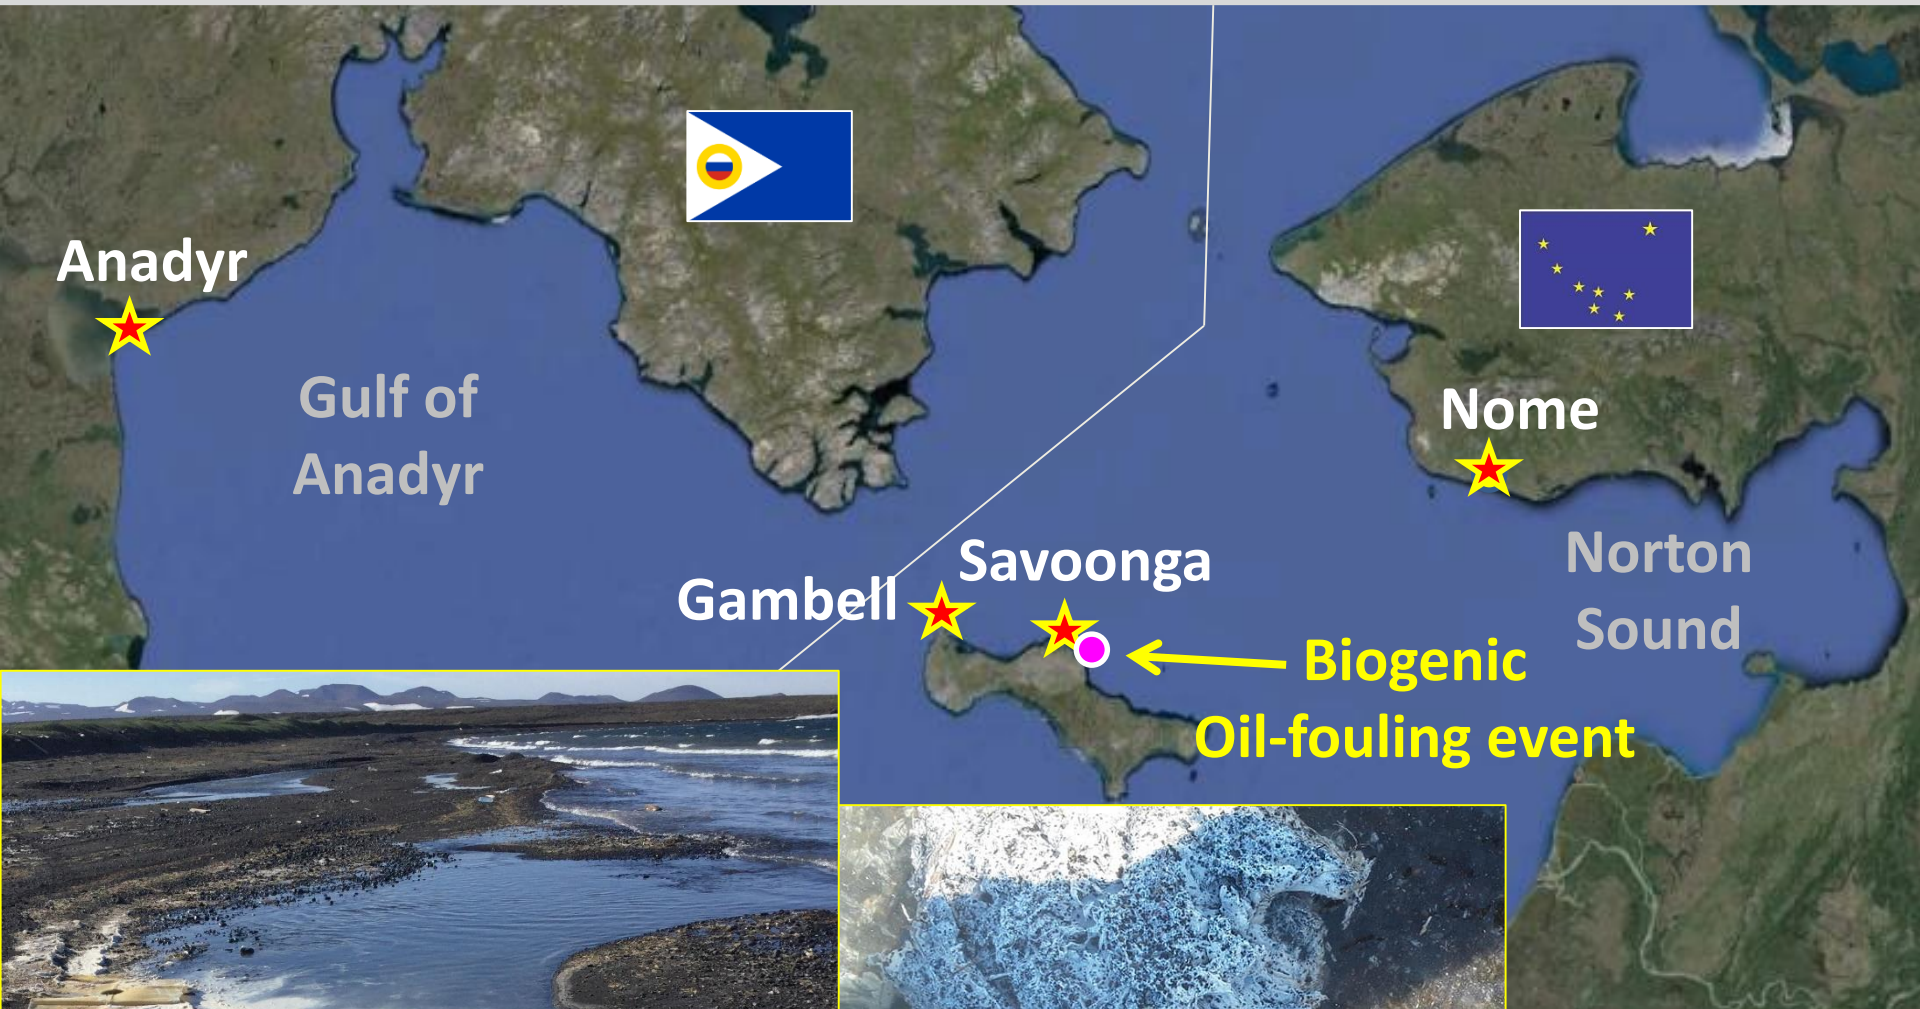 Anadyr
Gulf of
Anadyr
Nome
Norton
Sound
Savoonga
Gambell
Biogenic
Oil-fouling event